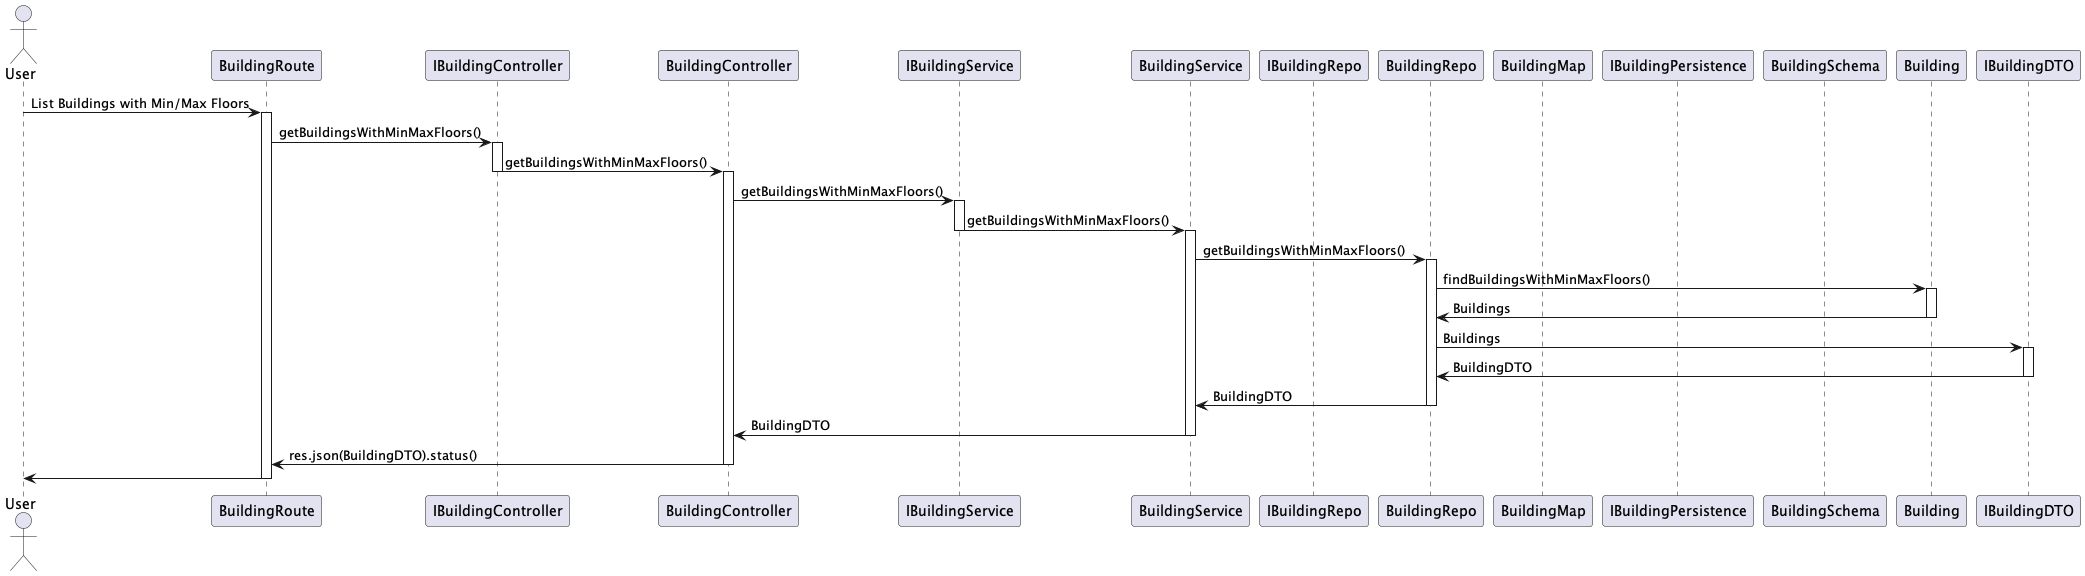 User
BuildingRoute
IBuildingController
BuildingController
IBuildingService
BuildingService
IBuildingRepo
BuildingRepo
BuildingMap
IBuildingPersistence
BuildingSchema
Building
IBuildingDTO
List Buildings with Min/Max Floors
getBuildingsWithMinMaxFloors()
getBuildingsWithMinMaxFloors()
getBuildingsWithMinMaxFloors()
getBuildingsWithMinMaxFloors()
getBuildingsWithMinMaxFloors()
findBuildingsWithMinMaxFloors()
Buildings
Buildings
BuildingDTO
BuildingDTO
BuildingDTO
res.json(BuildingDTO).status()
User
BuildingRoute
IBuildingController
BuildingController
IBuildingService
BuildingService
IBuildingRepo
BuildingRepo
BuildingMap
IBuildingPersistence
BuildingSchema
Building
IBuildingDTO